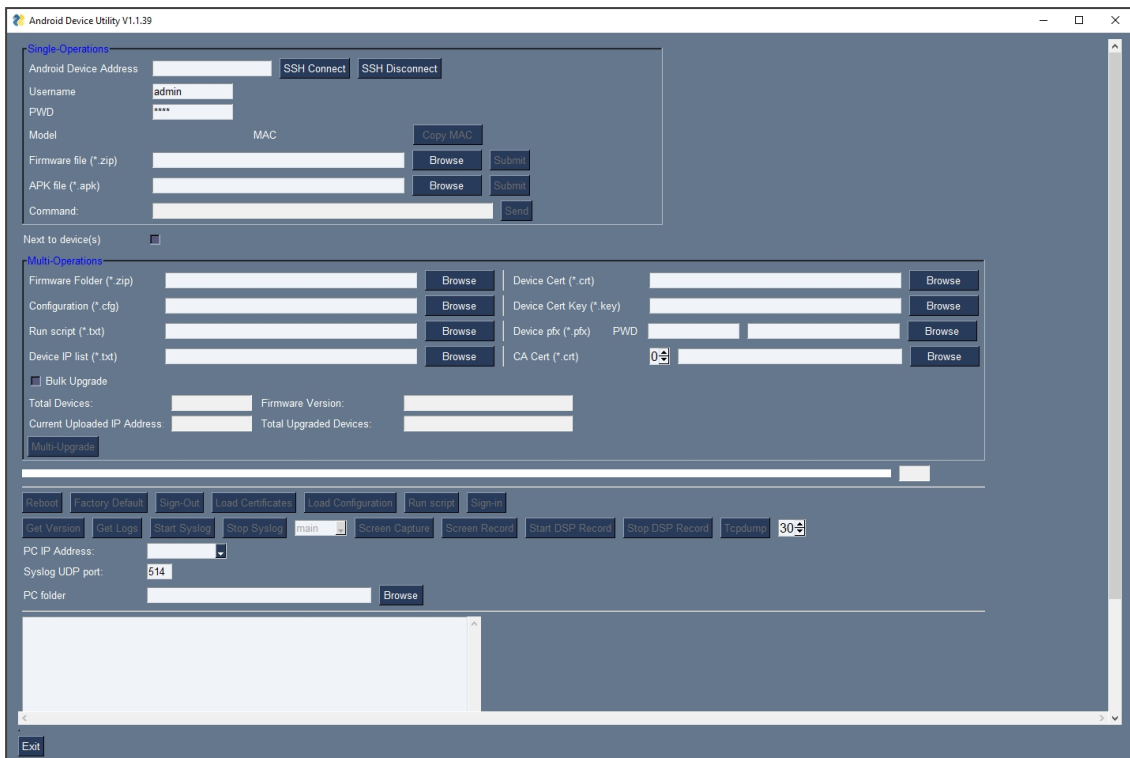 Android Device Utility V1.1.39
Single-Operations
Android Device Address SSH Connect SSH Disconnect
Username admin
PWD ****
Model MAC Copy MAC
Firmware file (*.zip) Browse Submit
APK file (*.apk) Browse Submit
Command: Send
Next to device(s)
Multi-Operations
Firmware Folder (*.zip) Browse Device Cert (*.crt) Browse
Configuration (*.cfg) Browse Device Cert Key (*.key) Browse
Run script (*.txt) Browse Device pfx (*.pfx) PWD Browse
Device IP list (*.txt) Browse CA Cert (*.crt) 0 Browse
Bulk Upgrade
Total Devices: Firmware Version:
Current Uploaded IP Address: Total Upgraded Devices:
Multi-Upgrade
Reboot Factory Default Sign-Out Load Certificates Load Configuration Run script Sign-in
Get Version Get Logs Start Syslog Stop Syslog main Screen Capture Screen Record Start DSP Record Stop DSP Record Tcpdump 30
PC IP Address:
Syslog UDP port: 514
PC folder Browse
Exit